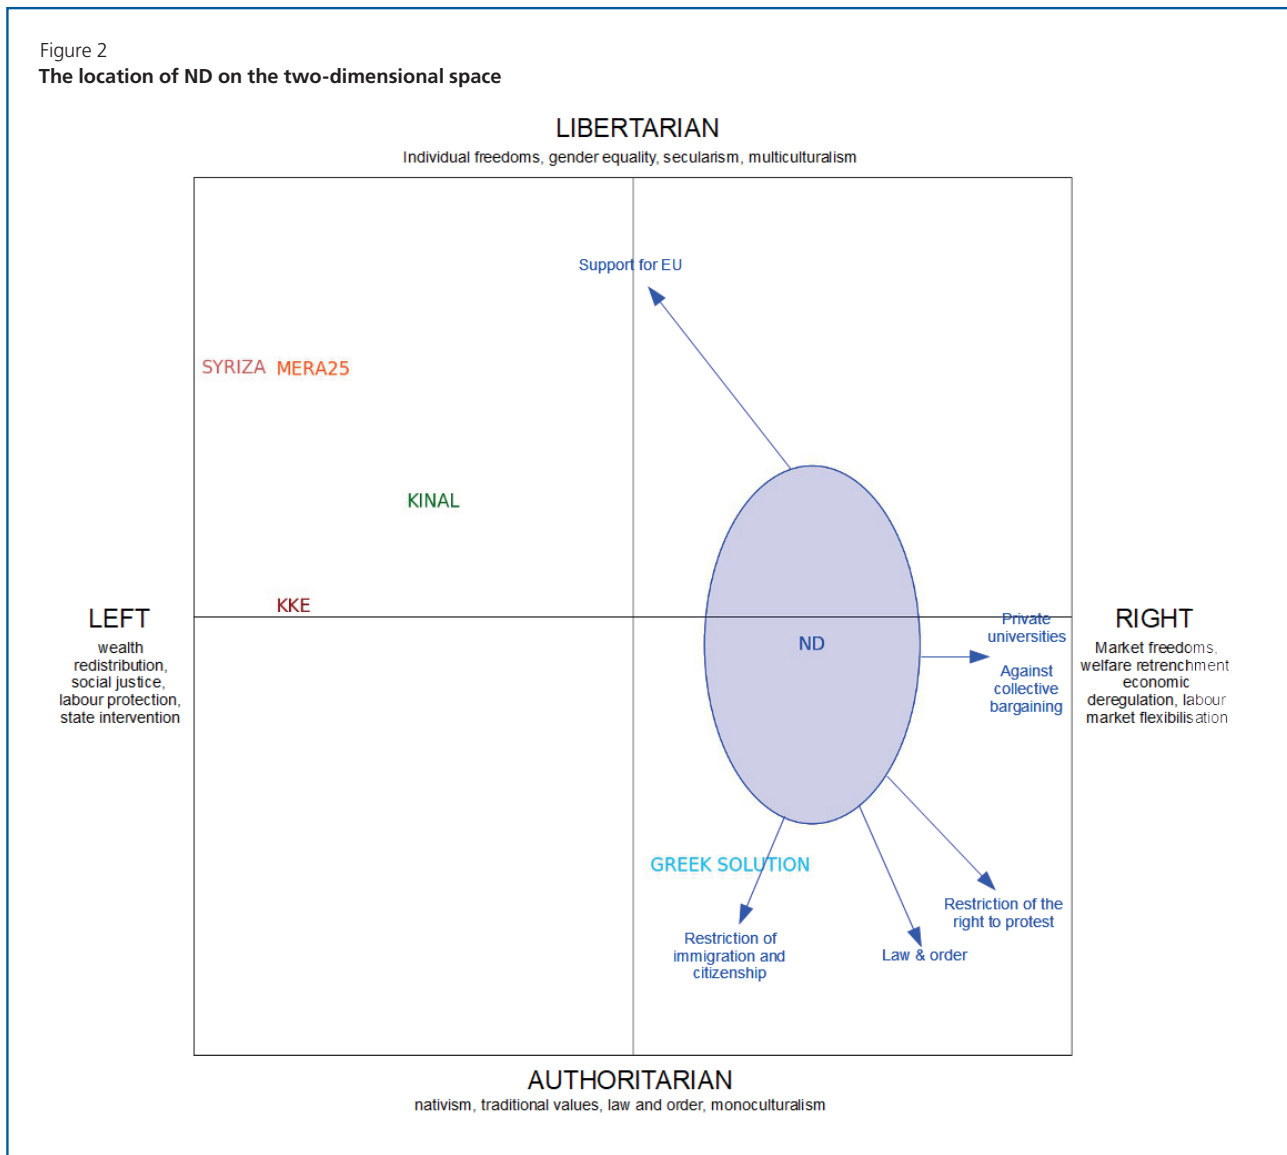 Figure 2
The location of ND on the two-dimensional space
LIBERTARIAN
Individual freedoms, gender equality, secularism, multiculturalism
Support for EU
SYRIZA
MERA25
KINAL
KKE
LEFT
wealth
redistribution,
social justice,
labour protection,
state intervention
ND
Private
universities
Against
collective
bargaining
RIGHT
Market freedoms,
welfare retrenchment
economic
deregulation, labour
market flexibilisation
GREEK SOLUTION
Restriction of
immigration and
citizenship
Law & order
Restriction of the
right to protest
AUTHORITARIAN
nativism, traditional values, law and order, monoculturalism